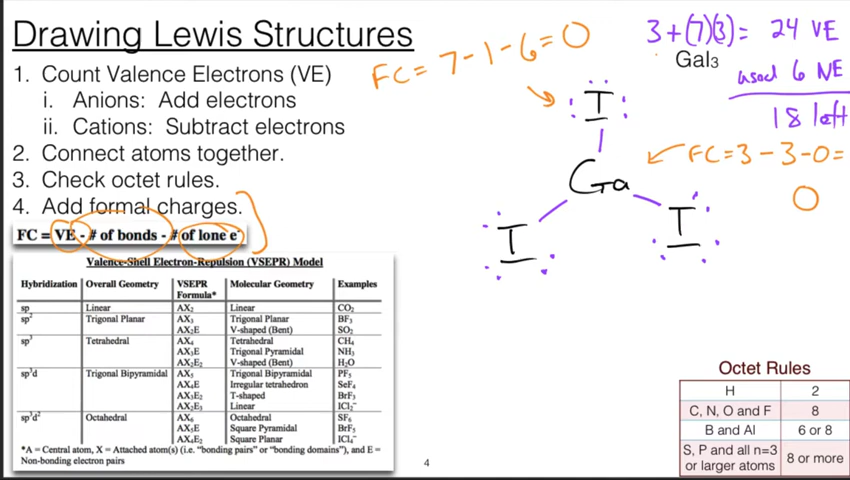 Drawing Lewis Structures
1. Count Valence Electrons (VE)
i. Anions: Add electrons
ii. Cations: Subtract electrons
2. Connect atoms together.
3. Check octet rules.
4. Add formal charges.
FC = VE - # of bonds - # of lone e-
FC = 7 - 1 - 6 = 0
3 + (7)(3) = 24 VE
GaI₃
used 6 VE
18 left
I
Ga
I
I
FC = 3 - 3 - 0 =
0
Valence-Shell Electron-Repulsion (VSEPR) Model
Hybridization Overall Geometry VSEPR Formula* Molecular Geometry Examples
sp Linear AX₂ Linear CO₂
sp² Trigonal Planar AX₃ Trigonal Planar BF₃
AX₂E V-shaped (Bent) SO₂
sp³ Tetrahedral AX₄ Tetrahedral CH₄
AX₃E Trigonal Pyramidal NH₃
AX₂E₂ V-shaped (Bent) H₂O
sp³d Trigonal Bipyramidal AX₅ Trigonal Bipyramidal PF₅
AX₄E Irregular tetrahedron SeF₄
AX₃E₂ T-shaped BrF₃
AX₂E₃ Linear ICl₂⁻
sp³d² Octahedral AX₆ Octahedral SF₆
AX₅E Square Pyramidal BrF₅
AX₄E₂ Square Planar ICl₄⁻
*A = Central atom, X = Attached atom(s) (i.e. "bonding pairs" or "bonding domains"), and E =
Non-bonding electron pairs
4
Octet Rules
H 2
C, N, O and F 8
B and Al 6 or 8
S, P and all n=3 or larger atoms 8 or more